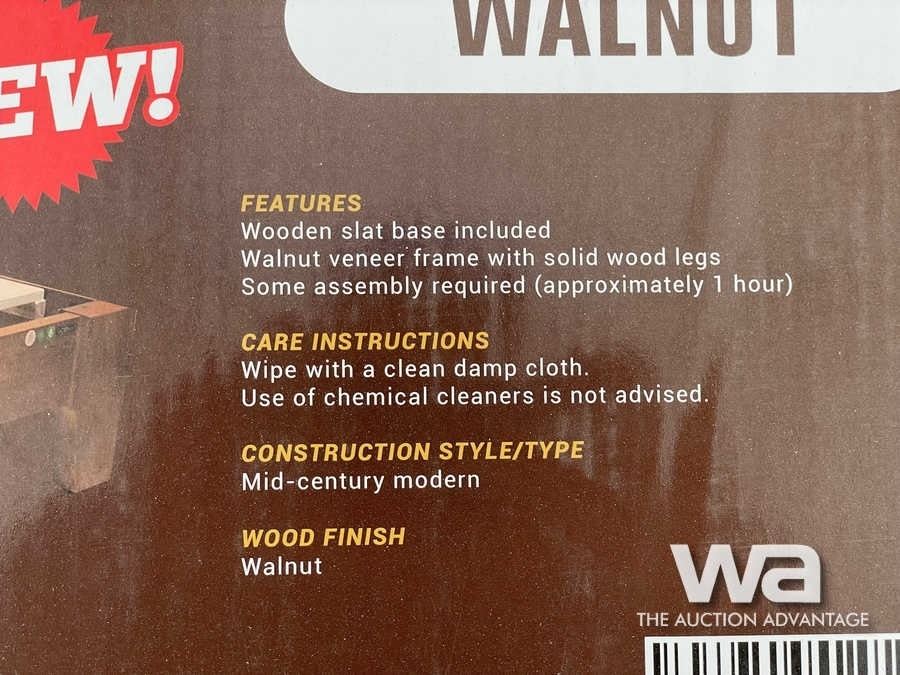 WALNUT
EW!
FEATURES
Wooden slat base included
Walnut veneer frame with solid wood legs
Some assembly required (approximately 1 hour)
CARE INSTRUCTIONS
Wipe with a clean damp cloth.
Use of chemical cleaners is not advised.
CONSTRUCTION STYLE/TYPE
Mid-century modern
WOOD FINISH
Walnut
wa
THE AUCTION ADVANTAGE